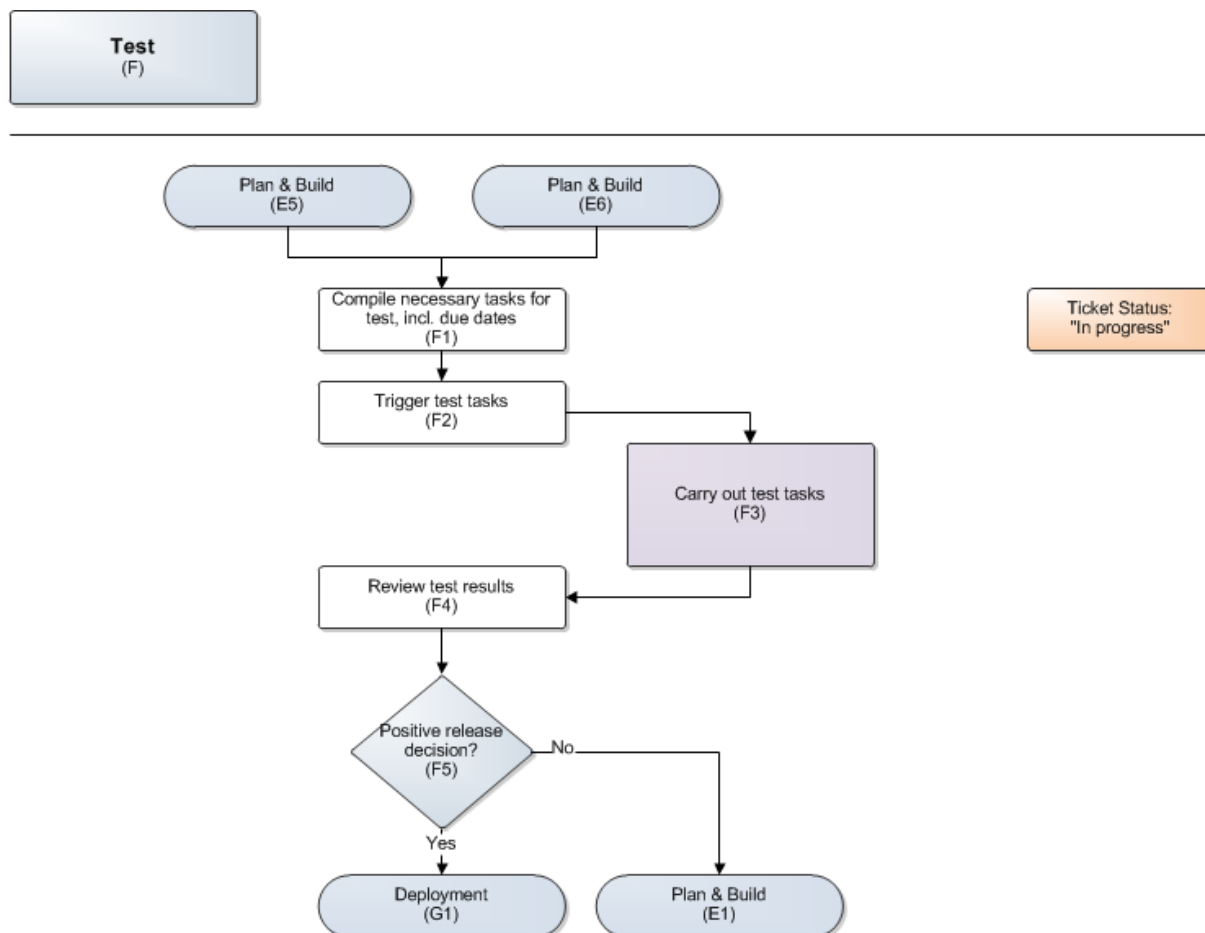 Test
(F)
Plan & Build
(E5)
Plan & Build
(E6)
Compile necessary tasks for
test, incl. due dates
(F1)
Ticket Status:
"In progress"
Trigger test tasks
(F2)
Carry out test tasks
(F3)
Review test results
(F4)
Positive release
decision?
(F5)
No
Yes
Deployment
(G1)
Plan & Build
(E1)